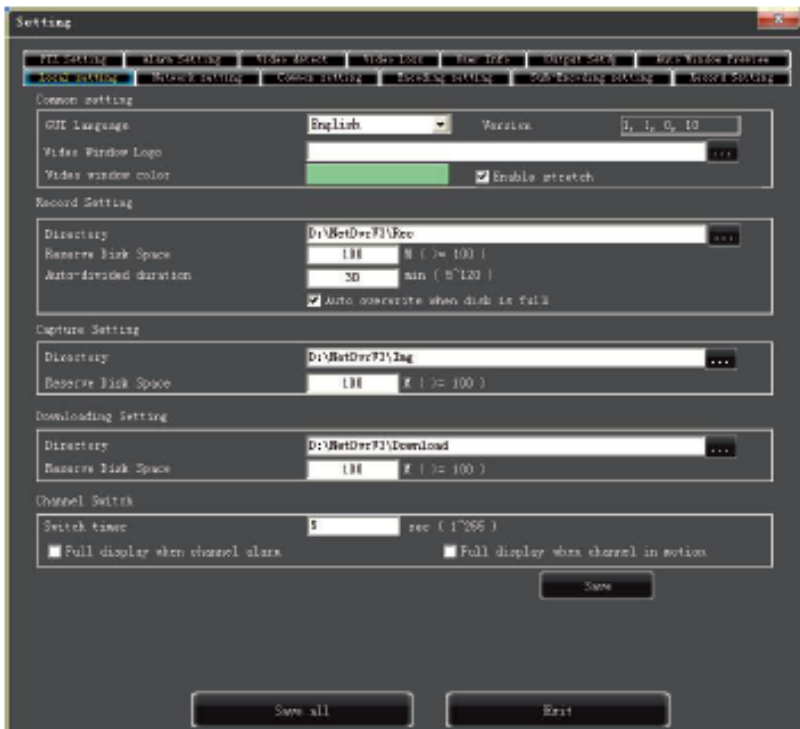 Setting
PTZ Setting Alarm Setting Video detect Video Loss User Info Output SetUp Auto Window Preview
Local setting Network setting Common setting Encoding setting Sub-Encoding setting Record Setting
Common setting
GUI Language English Version 1, 1, 0, 10
Video Window Logo ...
Video window color Enable stretch
Record Setting
Directory D:\NetDvrV3\Rec ...
Reserve Disk Space 100 M ( >= 100 )
Auto-divided duration 30 min ( 5~120 )
Auto overwrite when disk is full
Capture Setting
Directory D:\NetDvrV3\Img ...
Reserve Disk Space 100 M ( >= 100 )
Downloading Setting
Directory D:\NetDvrV3\Download ...
Reserve Disk Space 100 M ( >= 100 )
Channel Switch
Switch timer 5 sec ( 1~255 )
Full display when channel alarm Full display when channel in motion
Save
Save all Exit